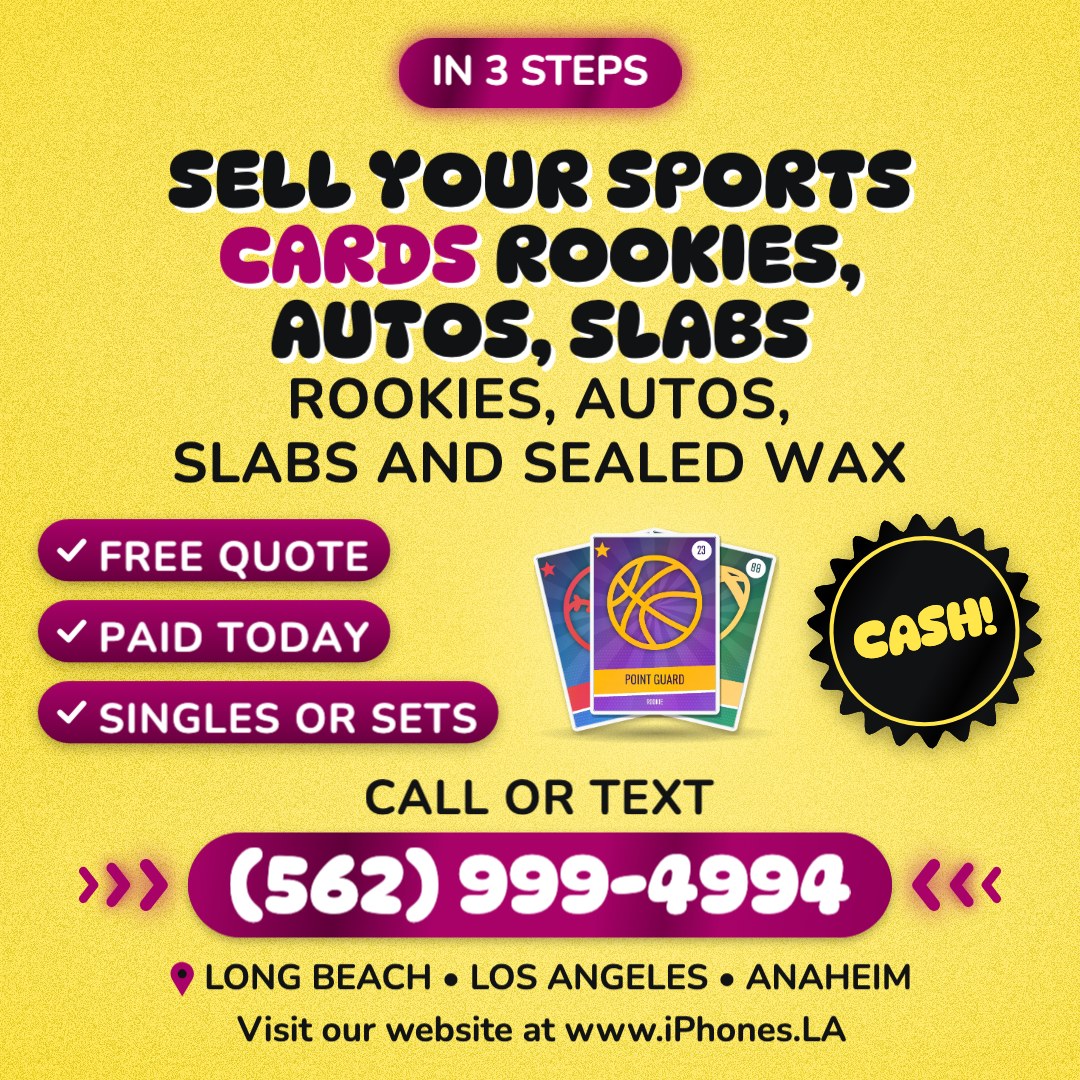 IN 3 STEPS
SELL YOUR SPORTS
CARDS ROOKIES,
AUTOS, SLABS
ROOKIES, AUTOS,
SLABS AND SEALED WAX
FREE QUOTE
PAID TODAY
SINGLES OR SETS
23
88
POINT GUARD
ROOKIE
CASH!
CALL OR TEXT
(562) 999-4994
LONG BEACH • LOS ANGELES • ANAHEIM
Visit our website at www.iPhones.LA